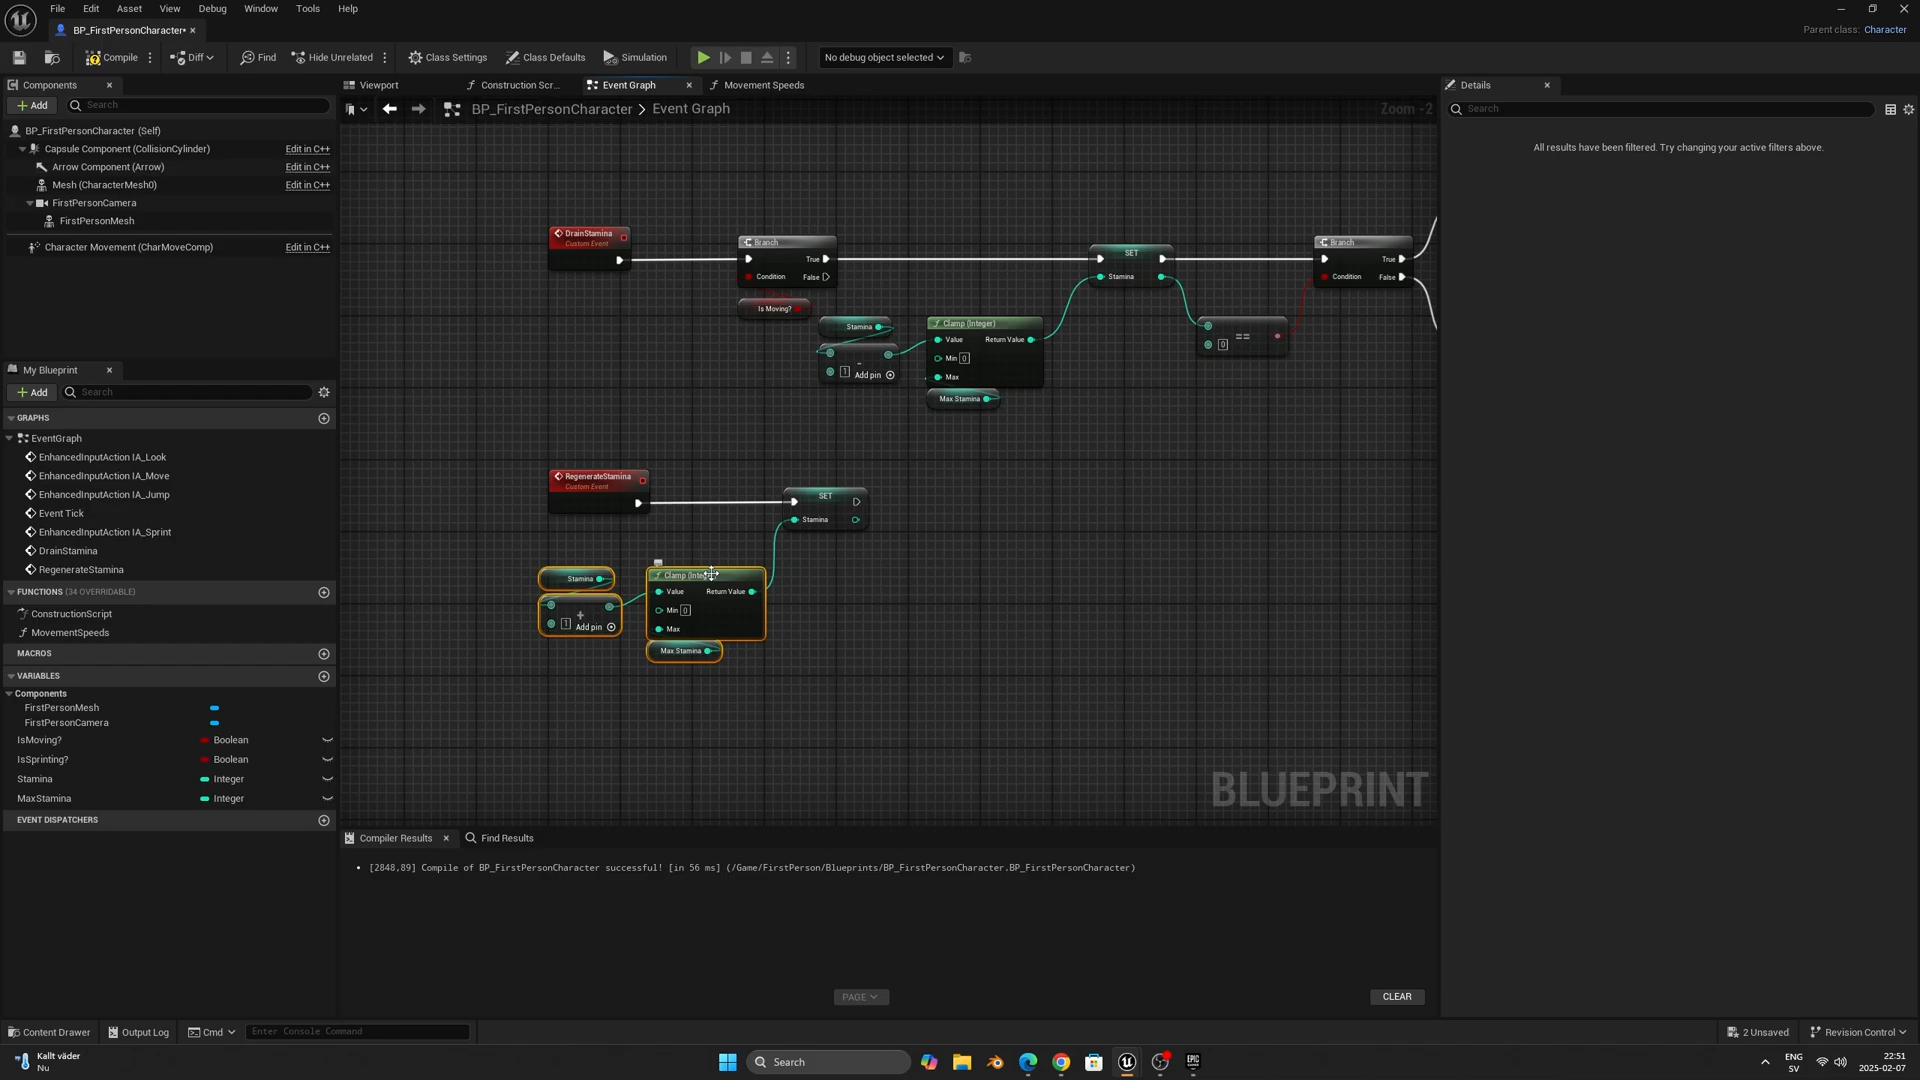 File Edit Asset View Debug Window Tools Help
BP_FirstPersonCharacter*
Parent class: Character
Compile Diff Find Hide Unrelated Class Settings Class Defaults Simulation No debug object selected
Components
Add Search
BP_FirstPersonCharacter (Self)
Capsule Component (CollisionCylinder) Edit in C++
Arrow Component (Arrow) Edit in C++
Mesh (CharacterMesh0) Edit in C++
FirstPersonCamera
FirstPersonMesh
Character Movement (CharMoveComp) Edit in C++
My Blueprint
Add Search
GRAPHS
EventGraph
EnhancedInputAction IA_Look
EnhancedInputAction IA_Move
EnhancedInputAction IA_Jump
Event Tick
EnhancedInputAction IA_Sprint
DrainStamina
RegenerateStamina
FUNCTIONS (34 OVERRIDABLE)
ConstructionScript
MovementSpeeds
MACROS
VARIABLES
Components
FirstPersonMesh
FirstPersonCamera
IsMoving? Boolean
IsSprinting? Boolean
Stamina Integer
MaxStamina Integer
EVENT DISPATCHERS
Viewport Construction Scr... Event Graph Movement Speeds
BP_FirstPersonCharacter > Event Graph
Zoom -2
DrainStamina
Custom Event
Branch
True
Condition False
Is Moving?
Stamina
-
1 Add pin
Clamp (Integer)
Value Return Value
Min 0
Max
Max Stamina
SET
Stamina
==
0
Branch
True
Condition False
RegenerateStamina
Custom Event
SET
Stamina
Stamina
+
1 Add pin
Clamp (Integer)
Value Return Value
Min 0
Max
Max Stamina
BLUEPRINT
Compiler Results Find Results
[2848,89] Compile of BP_FirstPersonCharacter successful! [in 56 ms] (/Game/FirstPerson/Blueprints/BP_FirstPersonCharacter.BP_FirstPersonCharacter)
PAGE
CLEAR
Details
Search
All results have been filtered. Try changing your active filters above.
Content Drawer Output Log Cmd Enter Console Command
2 Unsaved Revision Control
Kallt väder
Nu
Search
EPIC
ENG
SV
22:51
2025-02-07